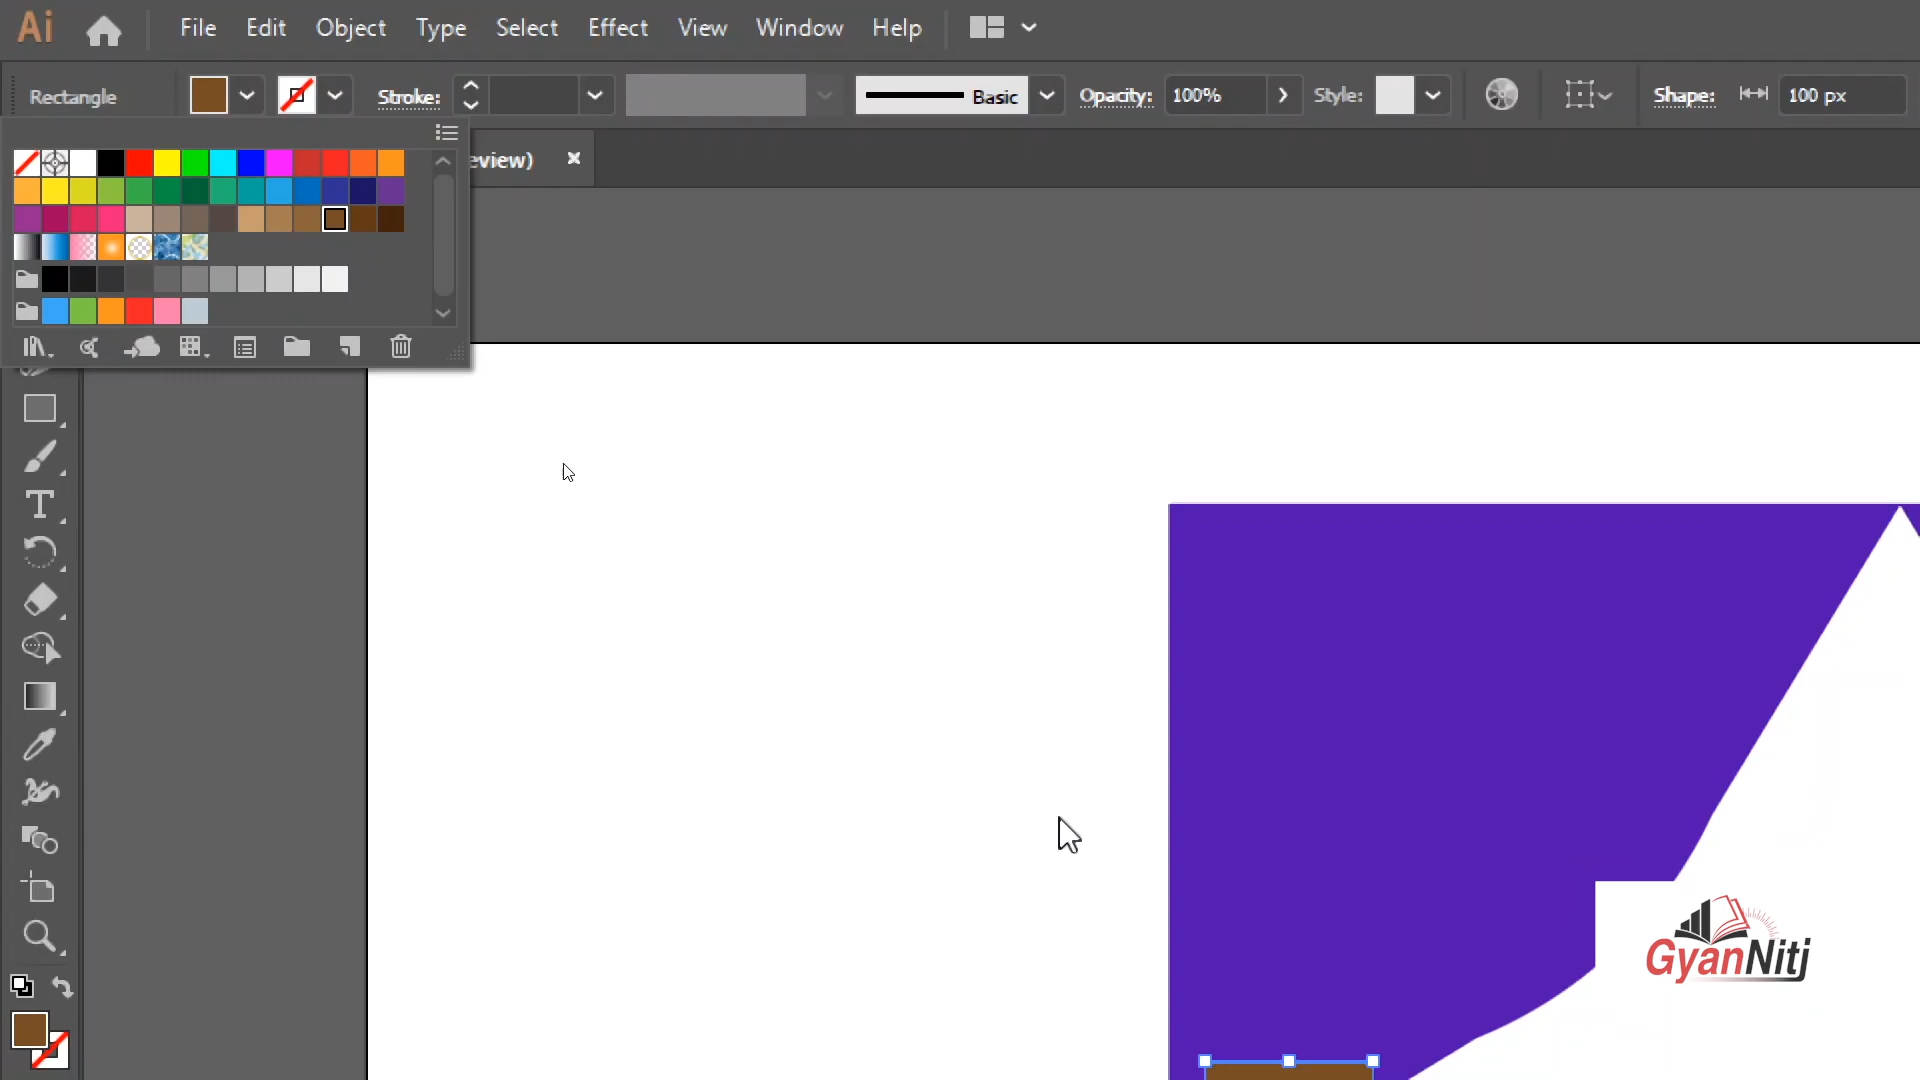 Ai File Edit Object Type Select Effect View Window Help
Rectangle Stroke: Basic Opacity: 100% Style: Shape: 100 px
eview) ×
GyanNiti